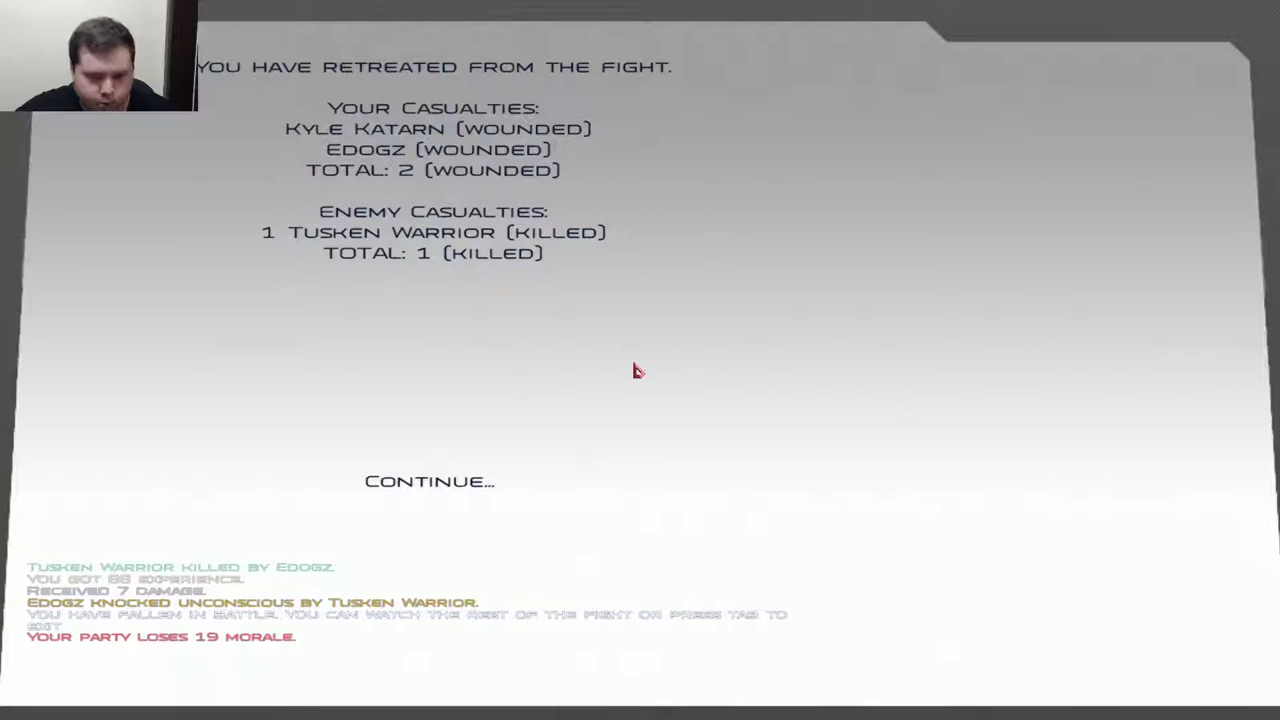 YOU HAVE RETREATED FROM THE FIGHT.
YOUR CASUALTIES:
KYLE KATARN (WOUNDED)
EDOGZ (WOUNDED)
TOTAL: 2 (WOUNDED)
ENEMY CASUALTIES:
1 TUSKEN WARRIOR (KILLED)
TOTAL: 1 (KILLED)
CONTINUE...
TUSKEN WARRIOR KILLED BY EDOGZ.
YOU GOT 88 EXPERIENCE.
RECEIVED 7 DAMAGE.
EDOGZ KNOCKED UNCONSCIOUS BY TUSKEN WARRIOR.
YOU HAVE FALLEN IN BATTLE. YOU CAN WATCH THE REST OF THE FIGHT OR PRESS TAB TO
EXIT
YOUR PARTY LOSES 19 MORALE.